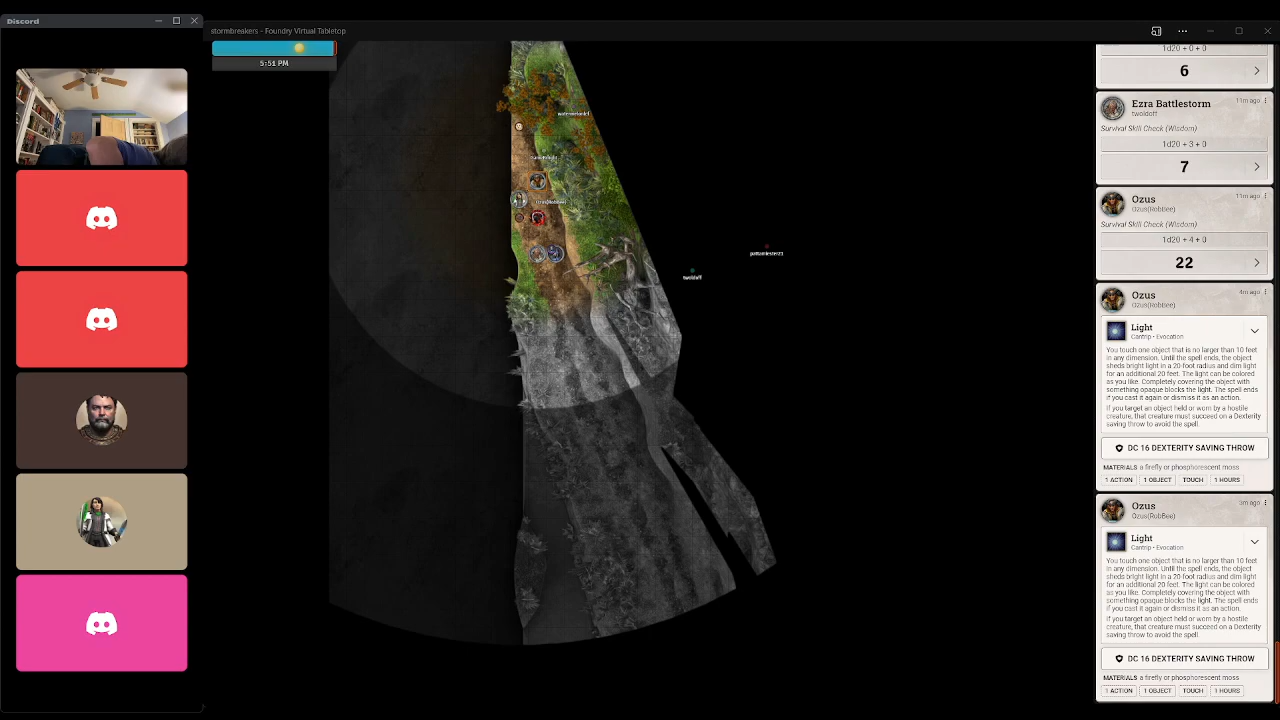 Discord
stormbreakers - Foundry Virtual Tabletop
5:51 PM
watermelonld
Ozus(RobBee)
twoldoff
1d20 + 0 + 0
6
Ezra Battlestorm
11m ago
twoldoff
Survival Skill Check (Wisdom)
1d20 + 3 + 0
7
Ozus
11m ago
Ozus(RobBee)
Survival Skill Check (Wisdom)
1d20 + 4 + 0
22
Ozus
4m ago
Ozus(RobBee)
Light
Cantrip • Evocation
You touch one object that is no larger than 10 feet
in any dimension. Until the spell ends, the object
sheds bright light in a 20-foot radius and dim light
for an additional 20 feet. The light can be colored
as you like. Completely covering the object with
something opaque blocks the light. The spell ends
if you cast it again or dismiss it as an action.
If you target an object held or worn by a hostile
creature, that creature must succeed on a Dexterity
saving throw to avoid the spell.
DC 16 DEXTERITY SAVING THROW
MATERIALS a firefly or phosphorescent moss
1 ACTION
1 OBJECT
TOUCH
1 HOURS
Ozus
3m ago
Ozus(RobBee)
Light
Cantrip • Evocation
You touch one object that is no larger than 10 feet
in any dimension. Until the spell ends, the object
sheds bright light in a 20-foot radius and dim light
for an additional 20 feet. The light can be colored
as you like. Completely covering the object with
something opaque blocks the light. The spell ends
if you cast it again or dismiss it as an action.
If you target an object held or worn by a hostile
creature, that creature must succeed on a Dexterity
saving throw to avoid the spell.
DC 16 DEXTERITY SAVING THROW
MATERIALS a firefly or phosphorescent moss
1 ACTION
1 OBJECT
TOUCH
1 HOURS